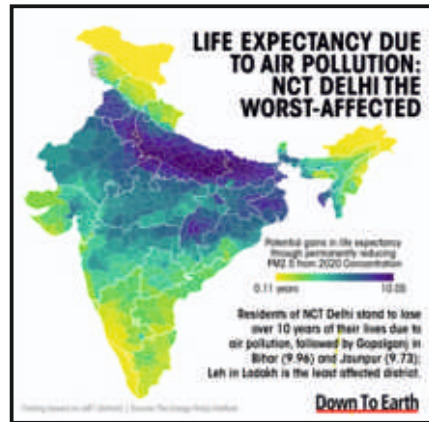 LIFE EXPECTANCY DUE
TO AIR POLLUTION:
NCT DELHI THE
WORST-AFFECTED
Potential gains in life expectancy
through permanently reducing
PM2.5 from 2020 Concentration
0.11 years 10.05
Residents of NCT Delhi stand to lose
over 10 years of their lives due to
air pollution, followed by Gopalganj in
Bihar (9.96) and Jaunpur (9.73);
Leh in Ladakh is the least affected district.
Down To Earth